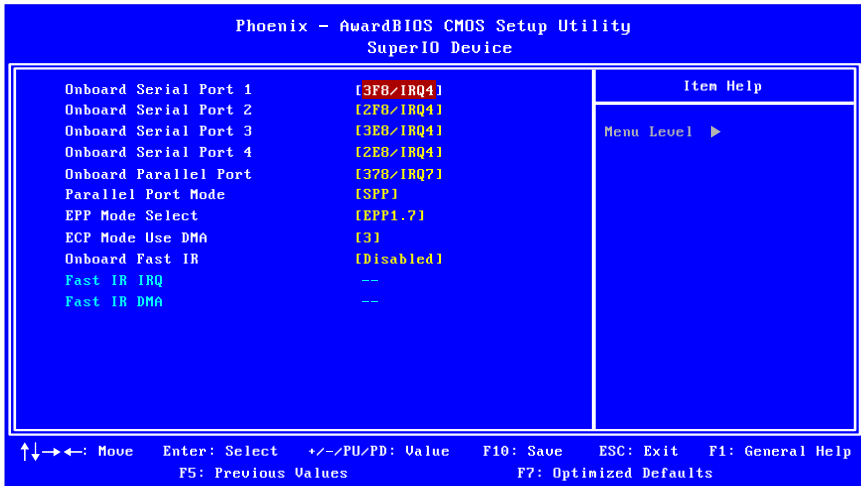 Phoenix - AwardBIOS CMOS Setup Utility
SuperIO Device
Onboard Serial Port 1 [3F8/IRQ4]
Onboard Serial Port 2 [2F8/IRQ4]
Onboard Serial Port 3 [3E8/IRQ4]
Onboard Serial Port 4 [2E8/IRQ4]
Onboard Parallel Port [378/IRQ7]
Parallel Port Mode [SPP]
EPP Mode Select [EPP1.7]
ECP Mode Use DMA [3]
Onboard Fast IR [Disabled]
Fast IR IRQ --
Fast IR DMA --
Item Help
Menu Level ▶
↑↓→←: Move Enter: Select +/-/PU/PD: Value F10: Save ESC: Exit F1: General Help
F5: Previous Values F7: Optimized Defaults